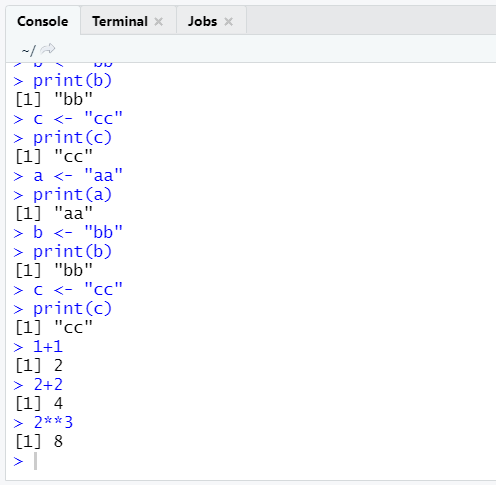 Console Terminal × Jobs ×
~/
> b <- "bb"
> print(b)
[1] "bb"
> c <- "cc"
> print(c)
[1] "cc"
> a <- "aa"
> print(a)
[1] "aa"
> b <- "bb"
> print(b)
[1] "bb"
> c <- "cc"
> print(c)
[1] "cc"
> 1+1
[1] 2
> 2+2
[1] 4
> 2**3
[1] 8
>